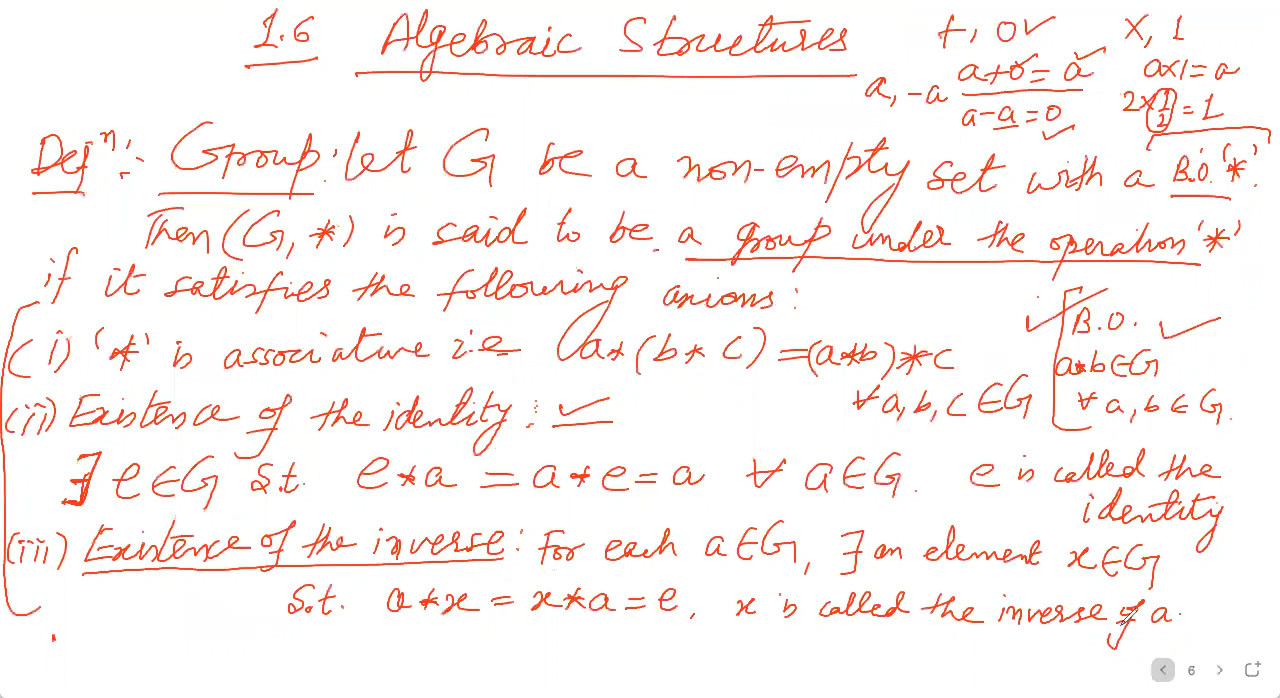 1.6 Algebraic Structures
+, 0 ✓ ×, 1
a+0=a a×1=a
a, -a a-a=0 2×1/2=1
Defⁿ:- Group: let G be a non-empty set with a B.O. '*'.
Then (G, *) is said to be a group under the operation '*'
if it satisfies the following axioms:
(i) '*' is associative i.e a*(b*c)=(a*b)*c
∀ a,b,c ∈ G
B.O.
a*b∈G
∀ a,b ∈ G.
(ii) Existence of the identity:
∃ e∈G s.t. e*a = a*e = a ∀ a∈G. e is called the
identity
(iii) Existence of the inverse: For each a∈G, ∃ an element x∈G
S.t. a*x = x*a = e, x is called the inverse of a.
6